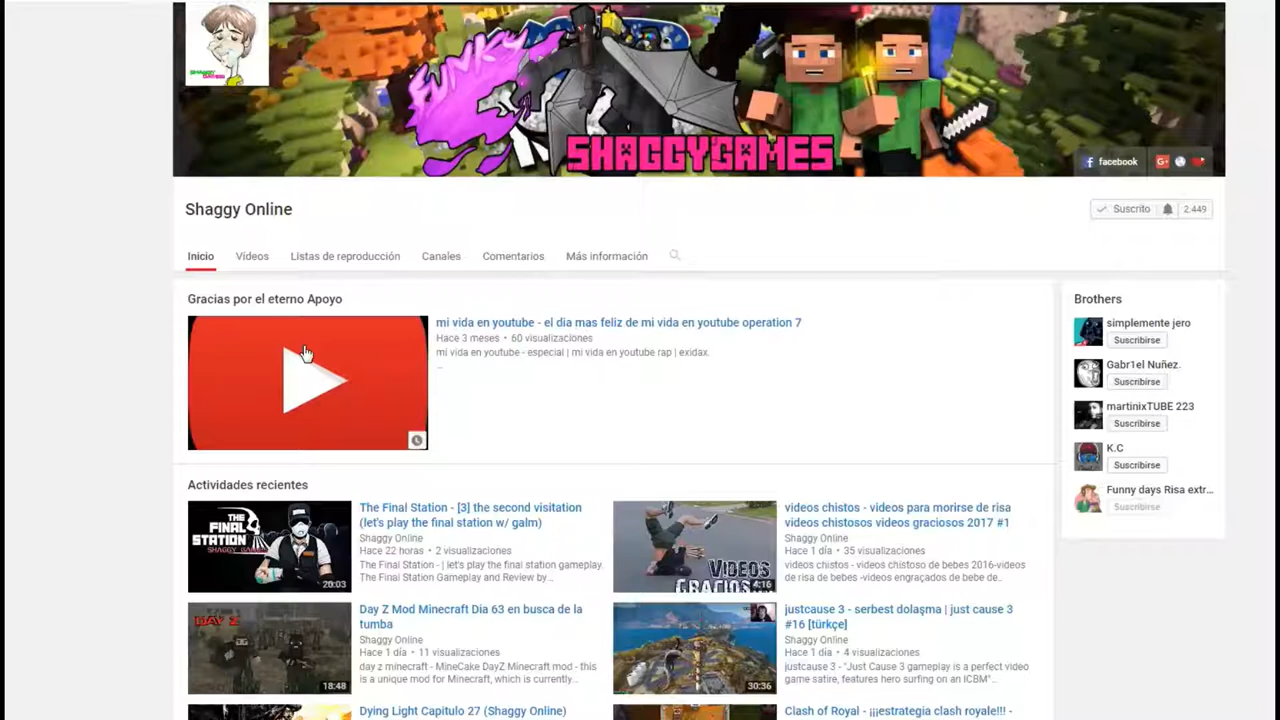 SHAGGYGAMES
facebook
Shaggy Online
Suscrito 2.449
Inicio Vídeos Listas de reproducción Canales Comentarios Más información
Gracias por el eterno Apoyo
mi vida en youtube - el dia mas feliz de mi vida en youtube operation 7
Hace 3 meses • 60 visualizaciones
mi vida en youtube - especial | mi vida en youtube rap | exidax.
...
Brothers
simplemente jero
Suscribirse
Gabr1el Nuñez.
Suscribirse
martinixTUBE 223
Suscribirse
K.C
Suscribirse
Funny days Risa extr...
Suscribirse
Actividades recientes
THE FINAL STATION
20:03
The Final Station - [3] the second visitation
(let's play the final station w/ galm)
Shaggy Online
Hace 22 horas • 2 visualizaciones
The Final Station - | let's play the final station gameplay.
The Final Station Gameplay and Review by...
VIDEOS
GRACIOS
4:16
videos chistos - videos para morirse de risa
videos chistosos videos graciosos 2017 #1
Shaggy Online
Hace 1 día • 35 visualizaciones
videos chistos - videos chistoso de bebes 2016-videos
de risa de bebes -videos engraçados de bebe de...
DAY Z
18:48
Day Z Mod Minecraft Dia 63 en busca de la
tumba
Shaggy Online
Hace 1 día • 11 visualizaciones
day z minecraft - MineCake DayZ Minecraft mod - this
is a unique mod for Minecraft, which is currently...
30:36
justcause 3 - serbest dolaşma | just cause 3
#16 [türkçe]
Shaggy Online
Hace 1 día • 4 visualizaciones
justcause 3 - "Just Cause 3 gameplay is a perfect video
game satire, features hero surfing on an ICBM"...
Dying Light Capitulo 27 (Shaggy Online)
Clash of Royal - ¡¡¡estrategia clash royale!!! -